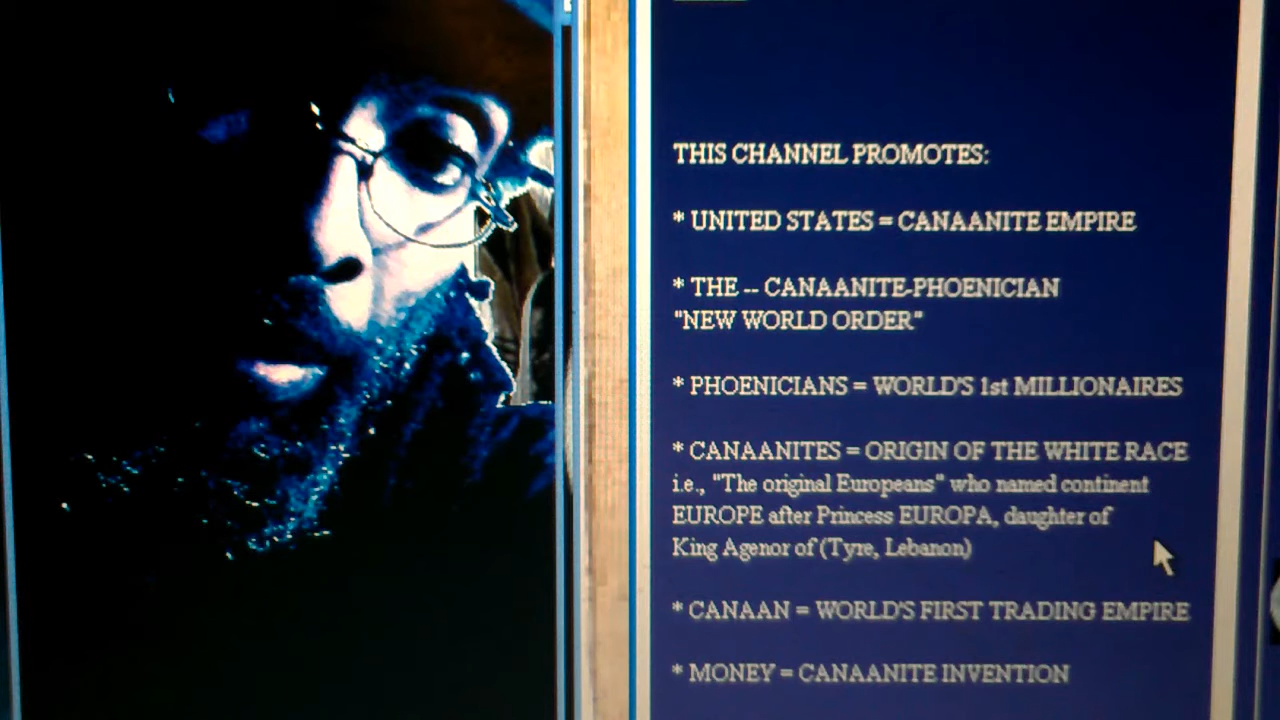 THIS CHANNEL PROMOTES:
* UNITED STATES = CANAANITE EMPIRE
* THE -- CANAANITE-PHOENICIAN
"NEW WORLD ORDER"
* PHOENICIANS = WORLD'S 1st MILLIONAIRES
* CANAANITES = ORIGIN OF THE WHITE RACE
i.e., "The original Europeans" who named continent
EUROPE after Princess EUROPA, daughter of
King Agenor of (Tyre, Lebanon)
* CANAAN = WORLD'S FIRST TRADING EMPIRE
* MONEY = CANAANITE INVENTION